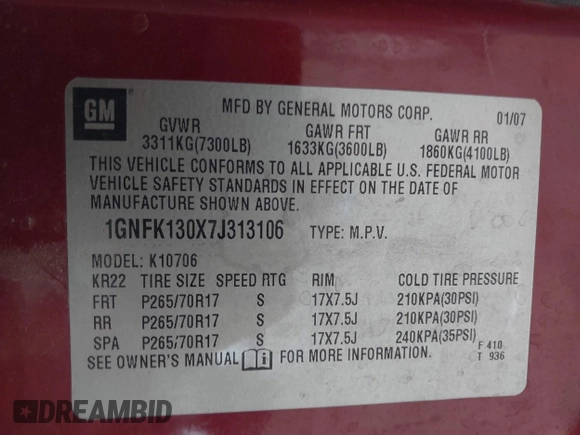 GM
MFD BY GENERAL MOTORS CORP. 01/07
GVWR GAWR FRT GAWR RR
3311KG(7300LB) 1633KG(3600LB) 1860KG(4100LB)
THIS VEHICLE CONFORMS TO ALL APPLICABLE U.S. FEDERAL MOTOR
VEHICLE SAFETY STANDARDS IN EFFECT ON THE DATE OF
MANUFACTURE SHOWN ABOVE.
1GNFK130X7J313106 TYPE: M.P.V.
MODEL: K10706
KR22 TIRE SIZE SPEED RTG RIM COLD TIRE PRESSURE
FRT P265/70R17 S 17X7.5J 210KPA(30PSI)
RR P265/70R17 S 17X7.5J 210KPA(30PSI)
SPA P265/70R17 S 17X7.5J 240KPA(35PSI)
F 410
SEE OWNER'S MANUAL i FOR MORE INFORMATION. T 936
DREAMBID